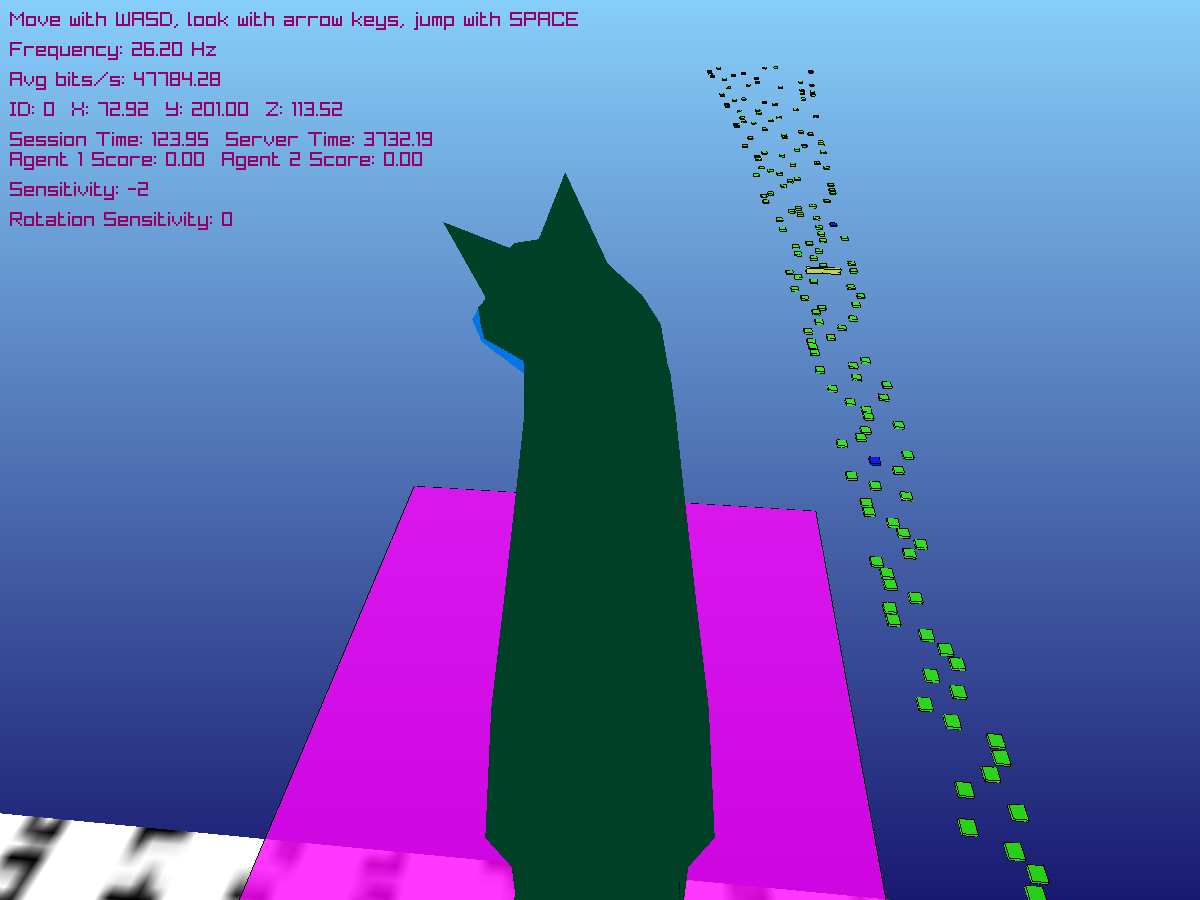 Move with WASD, look with arrow keys, jump with SPACE
Frequency: 26.20 Hz
Avg bits/s: 47784.28
ID: 0  X: 72.92  Y: 201.00  Z: 113.52
Session Time: 123.95  Server Time: 3732.19
Agent 1 Score: 0.00  Agent 2 Score: 0.00
Sensitivity: -2
Rotation Sensitivity: 0